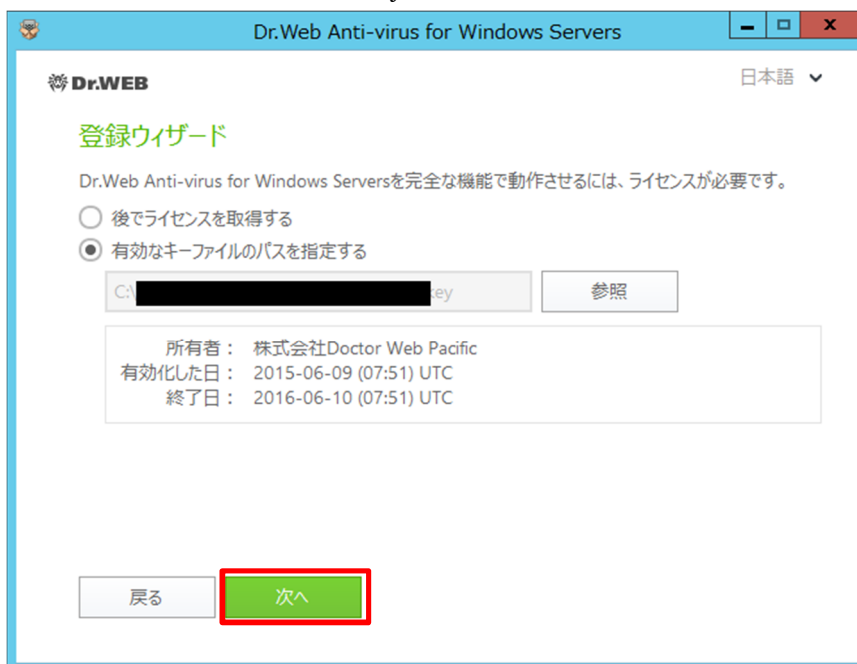 Dr.Web Anti-virus for Windows Servers
Dr.WEB
日本語
登録ウィザード
Dr.Web Anti-virus for Windows Serversを完全な機能で動作させるには、ライセンスが必要です。
後でライセンスを取得する
有効なキーファイルのパスを指定する
C:\
参照
所有者： 株式会社Doctor Web Pacific
有効化した日： 2015-06-09 (07:51) UTC
終了日： 2016-06-10 (07:51) UTC
戻る 次へ